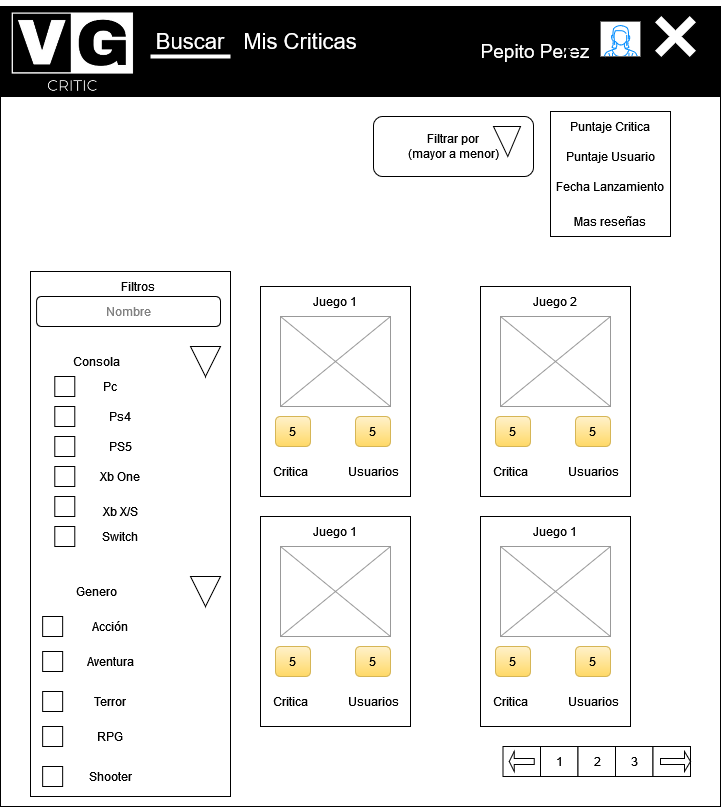 VG
CRITIC
Buscar
Mis Criticas
Pepito Perez
Filtrar por
(mayor a menor)
Puntaje Critica
Puntaje Usuario
Fecha Lanzamiento
Mas reseñas
Filtros
Nombre
Consola
Pc
Ps4
PS5
Xb One
Xb X/S
Switch
Genero
Acción
Aventura
Terror
RPG
Shooter
Juego 1
5 5
Critica Usuarios
Juego 2
5 5
Critica Usuarios
Juego 1
5 5
Critica Usuarios
Juego 1
5 5
Critica Usuarios
1 2 3